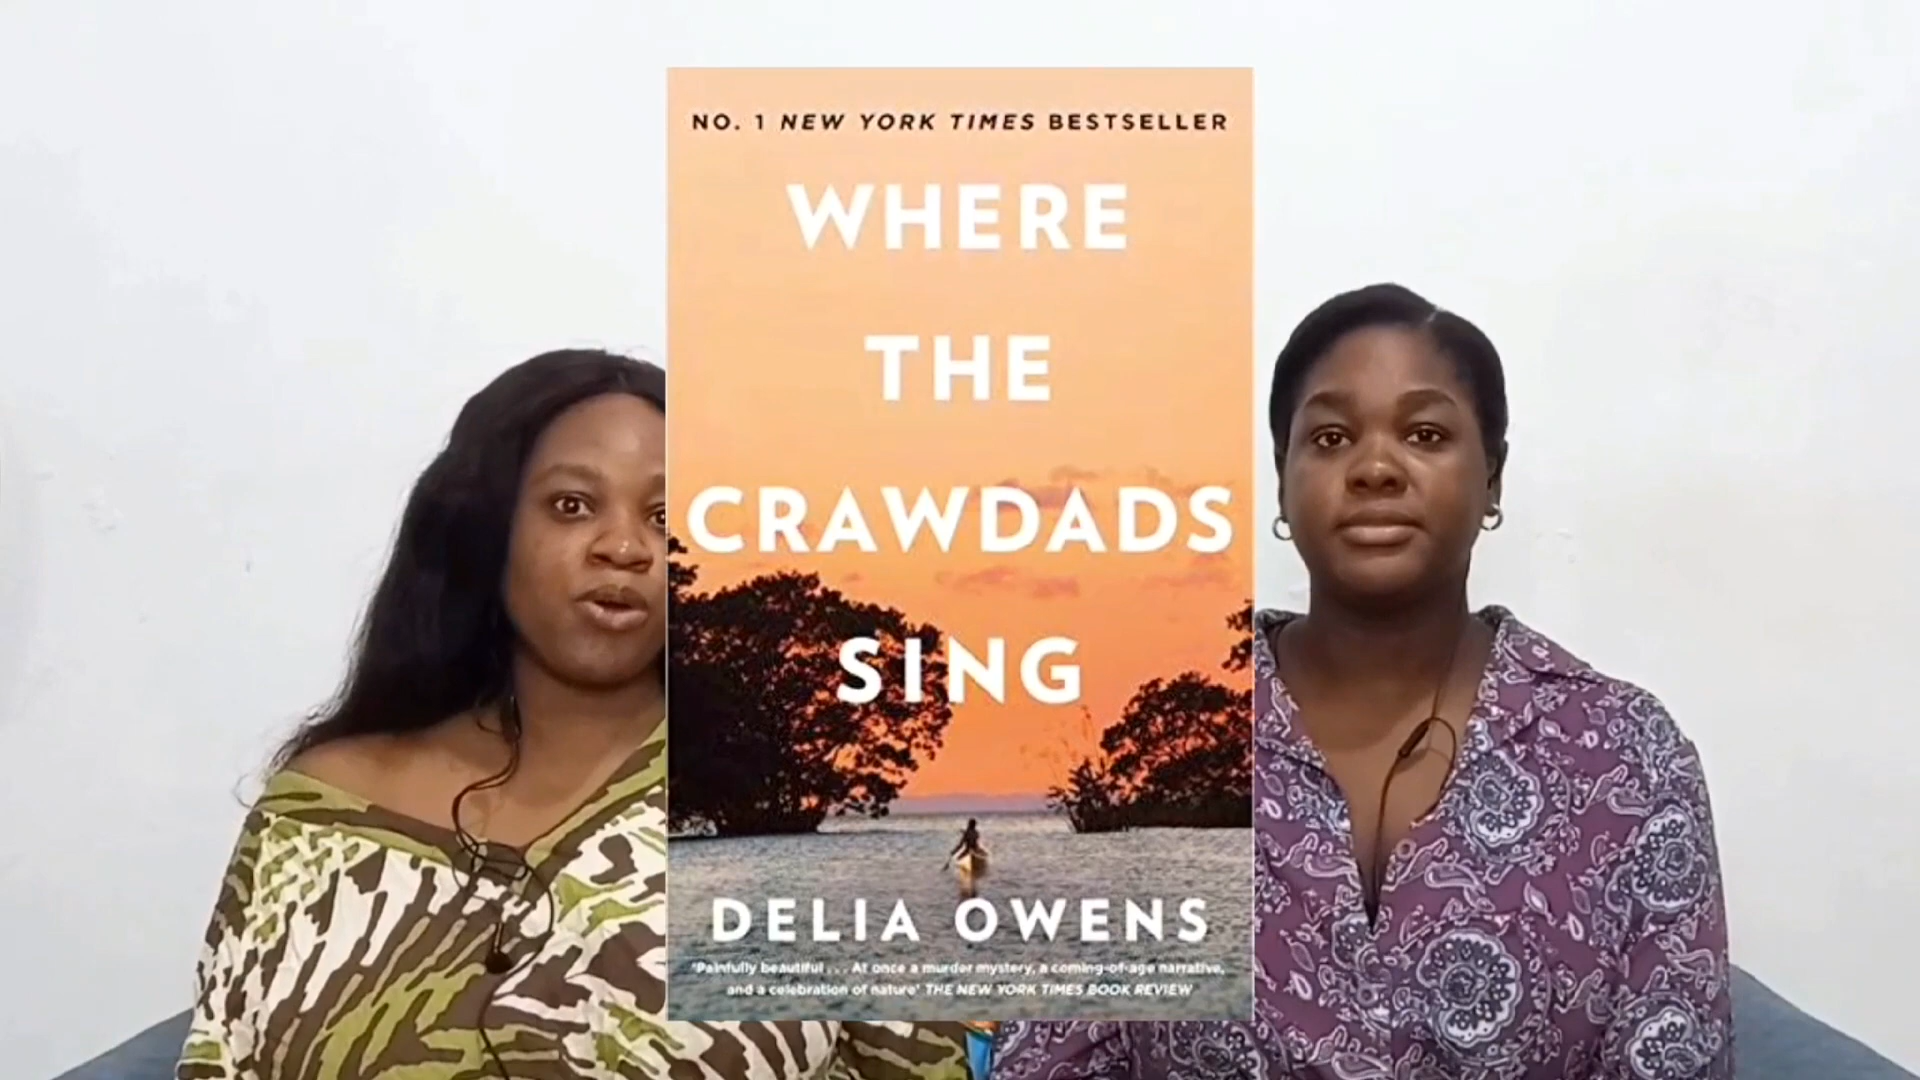 NO. 1 NEW YORK TIMES BESTSELLER
WHERE
THE
CRAWDADS
SING
DELIA OWENS
'Painfully beautiful . . . At once a murder mystery, a coming-of-age narrative,
and a celebration of nature' THE NEW YORK TIMES BOOK REVIEW